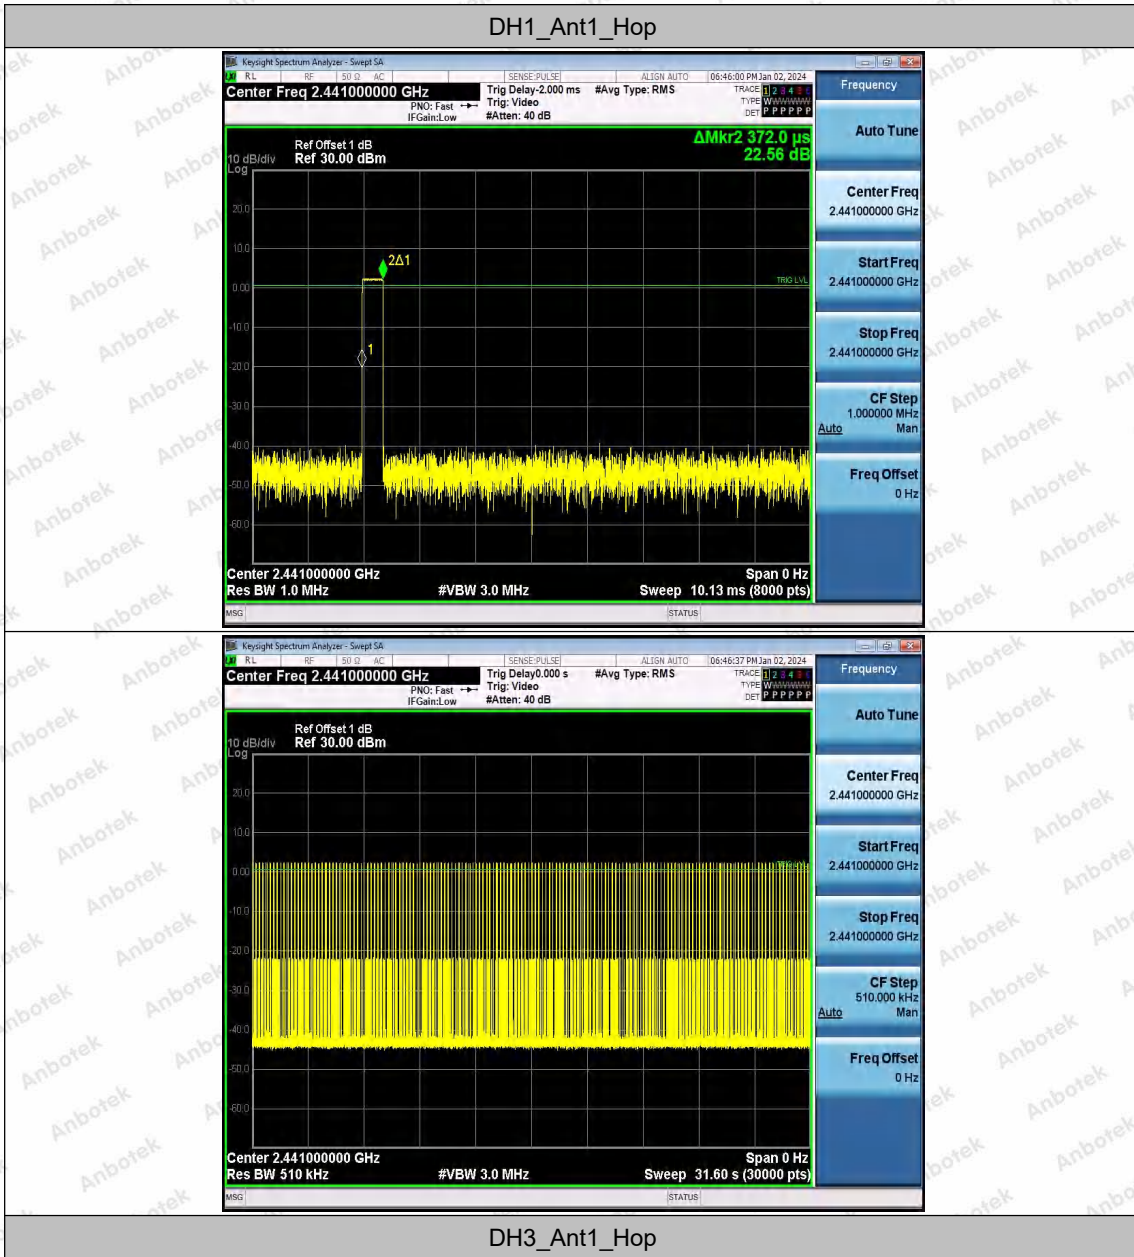 DH1_Ant1_Hop
Keysight Spectrum Analyzer - Swept SA
RL RF 50 Ω AC SENSE:PULSE ALIGN AUTO 06:46:00 PM Jan 02, 2024
Center Freq 2.441000000 GHz
PNO: Fast
IFGain:Low
Trig Delay-2.000 ms
Trig: Video
#Atten: 40 dB
#Avg Type: RMS
TRACE 1 2 3 4 5 6
TYPE W
DET P P P P P P
ΔMkr2 372.0 µs
22.56 dB
Ref Offset 1 dB
10 dB/div Ref 30.00 dBm
Log
20.0
10.0
0.00
-10.0
-20.0
-30.0
-40.0
-50.0
-60.0
2Δ1
1
TRIG LVL
Center 2.441000000 GHz Span 0 Hz
Res BW 1.0 MHz #VBW 3.0 MHz Sweep 10.13 ms (8000 pts)
MSG STATUS
Frequency
Auto Tune
Center Freq
2.441000000 GHz
Start Freq
2.441000000 GHz
Stop Freq
2.441000000 GHz
CF Step
1.000000 MHz
Auto Man
Freq Offset
0 Hz
Keysight Spectrum Analyzer - Swept SA
RL RF 50 Ω AC SENSE:PULSE ALIGN AUTO 06:46:37 PM Jan 02, 2024
Center Freq 2.441000000 GHz
PNO: Fast
IFGain:Low
Trig Delay0.000 s
Trig: Video
#Atten: 40 dB
#Avg Type: RMS
TRACE 1 2 3 4 5 6
TYPE W
DET P P P P P P
Ref Offset 1 dB
10 dB/div Ref 30.00 dBm
Log
20.0
10.0
0.00
-10.0
-20.0
-30.0
-40.0
-50.0
-60.0
TRIG LVL
Center 2.441000000 GHz Span 0 Hz
Res BW 510 kHz #VBW 3.0 MHz Sweep 31.60 s (30000 pts)
MSG STATUS
Frequency
Auto Tune
Center Freq
2.441000000 GHz
Start Freq
2.441000000 GHz
Stop Freq
2.441000000 GHz
CF Step
510.000 kHz
Auto Man
Freq Offset
0 Hz
DH3_Ant1_Hop
Anbotek